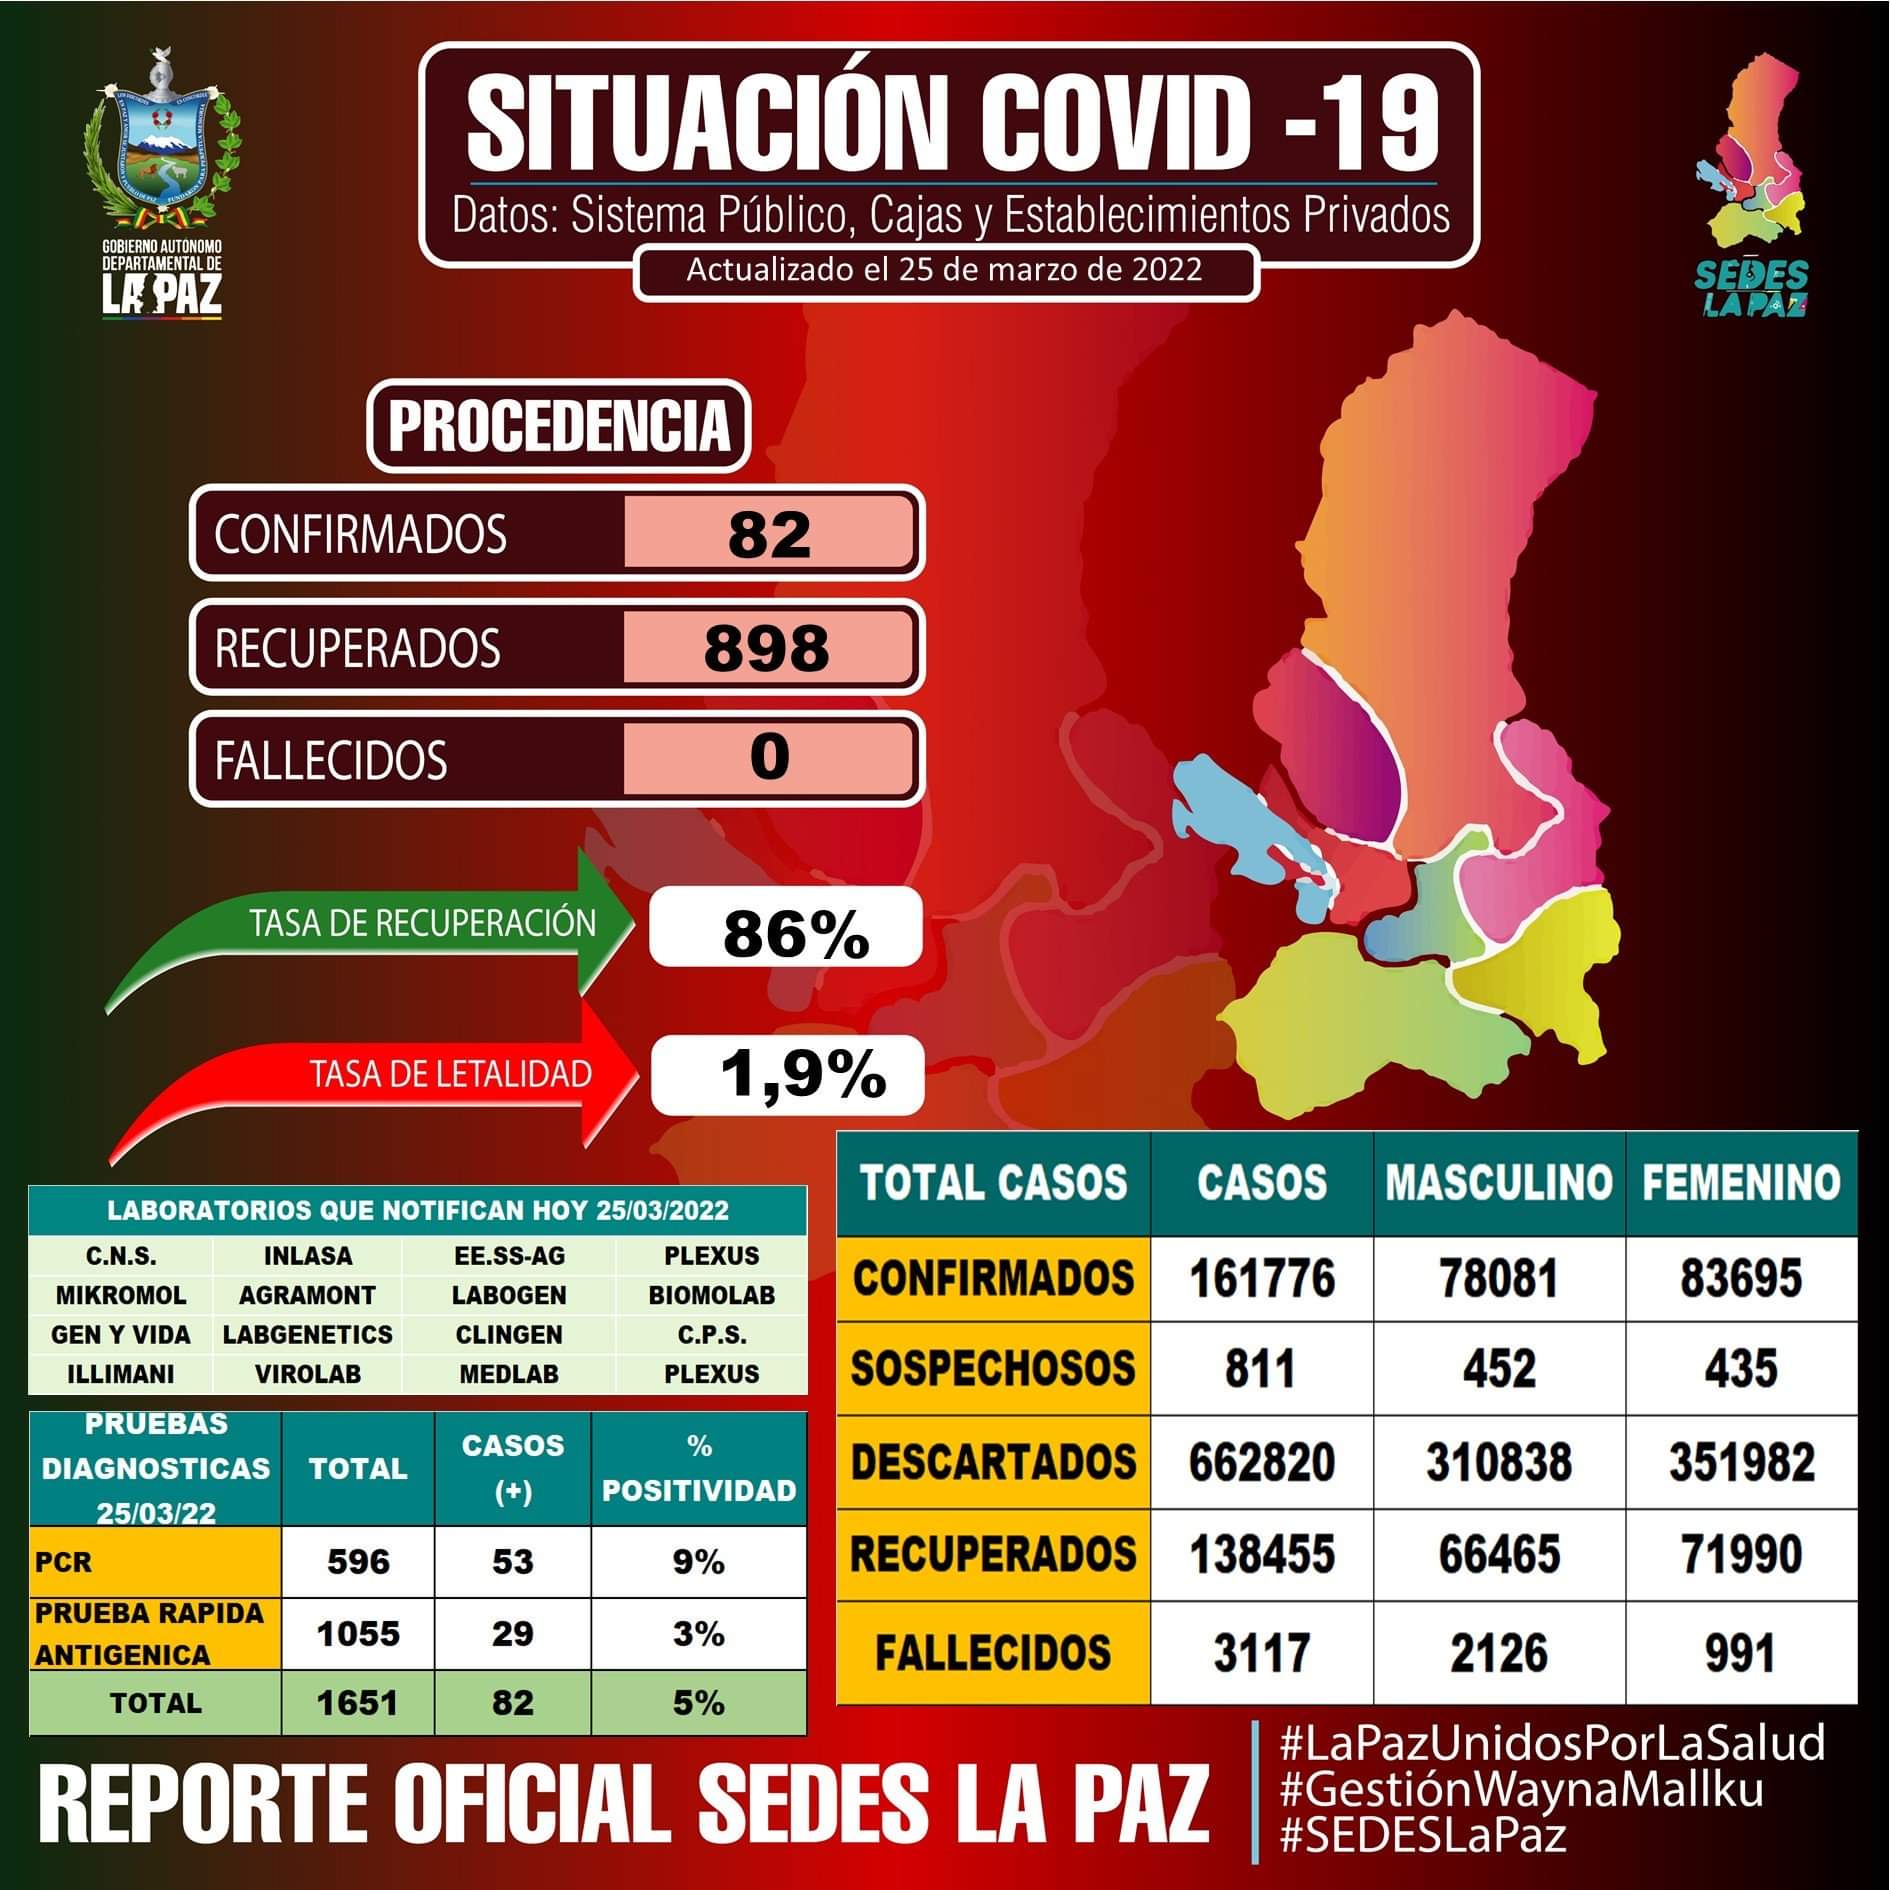 SITUACIÓN COVID -19
Datos: Sistema Público, Cajas y Establecimientos Privados
Actualizado el 25 de marzo de 2022
GOBIERNO AUTÓNOMO
DEPARTAMENTAL DE
LA PAZ
SEDES
LA PAZ
PROCEDENCIA
CONFIRMADOS 82
RECUPERADOS 898
FALLECIDOS 0
TASA DE RECUPERACIÓN 86%
TASA DE LETALIDAD 1,9%
LABORATORIOS QUE NOTIFICAN HOY 25/03/2022
C.N.S. INLASA EE.SS-AG PLEXUS
MIKROMOL AGRAMONT LABOGEN BIOMOLAB
GEN Y VIDA LABGENETICS CLINGEN C.P.S.
ILLIMANI VIROLAB MEDLAB PLEXUS
PRUEBAS
DIAGNOSTICAS
25/03/22
TOTAL
CASOS
(+)
%
POSITIVIDAD
PCR 596 53 9%
PRUEBA RAPIDA
ANTIGENICA
1055 29 3%
TOTAL 1651 82 5%
TOTAL CASOS CASOS MASCULINO FEMENINO
CONFIRMADOS 161776 78081 83695
SOSPECHOSOS 811 452 435
DESCARTADOS 662820 310838 351982
RECUPERADOS 138455 66465 71990
FALLECIDOS 3117 2126 991
REPORTE OFICIAL SEDES LA PAZ
#LaPazUnidosPorLaSalud
#GestiónWaynaMallku
#SEDESLaPaz